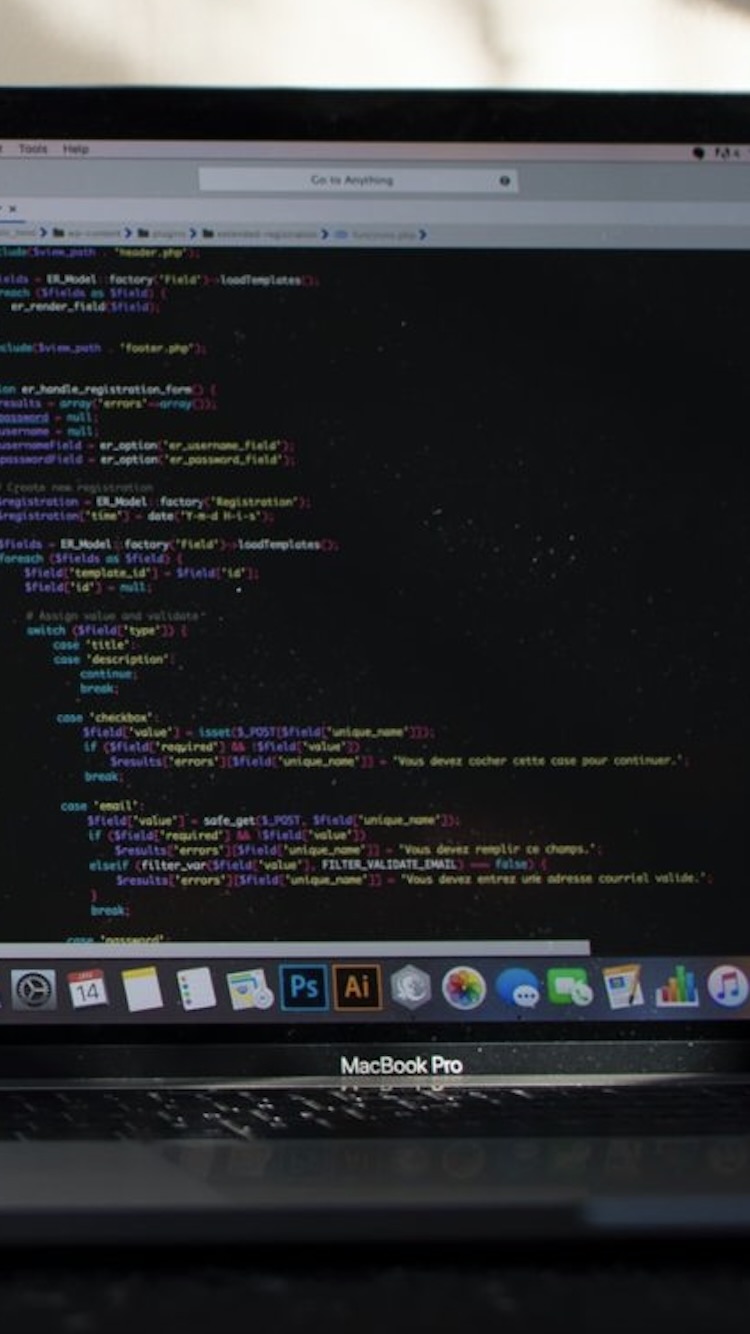 Tools Help
Go to Anything
wp-content plugins extended-registration functions.php
clude($view_path . 'header.php');
ields = ER_Model::factory('Field')->loadTemplates();
reach ($fields as $field) {
er_render_field($field);
clude($view_path . 'footer.php');
ion er_handle_registration_form() {
results = array('errors'=>array());
password = null;
username = null;
usernameField = er_option('er_username_field');
passwordField = er_option('er_password_field');
# Create new registration
$registration = ER_Model::factory('Registration');
$registration['time'] = date('Y-m-d H-i-s');
$fields = ER_Model::factory('Field')->loadTemplates();
foreach ($fields as $field) {
$field['template_id'] = $field['id'];
$field['id'] = null;
# Assign value and validate
switch ($field['type']) {
case 'title':
case 'description':
continue;
break;
case 'checkbox':
$field['value'] = isset($_POST[$field['unique_name']]);
if ($field['required'] && !$field['value'])
$results['errors'][$field['unique_name']] = 'Vous devez cocher cette case pour continuer.';
break;
case 'email':
$field['value'] = safe_get($_POST, $field['unique_name']);
if ($field['required'] && !$field['value'])
$results['errors'][$field['unique_name']] = 'Vous devez remplir ce champs.';
elseif (filter_var($field['value'], FILTER_VALIDATE_EMAIL) === false) {
$results['errors'][$field['unique_name']] = 'Vous devez entrez une adresse courriel valide.';
}
break;
case 'password':
14
Ps Ai
MacBook Pro